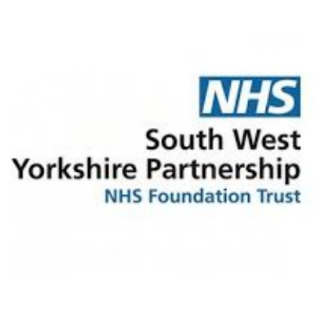 NHS
South West
Yorkshire Partnership
NHS Foundation Trust